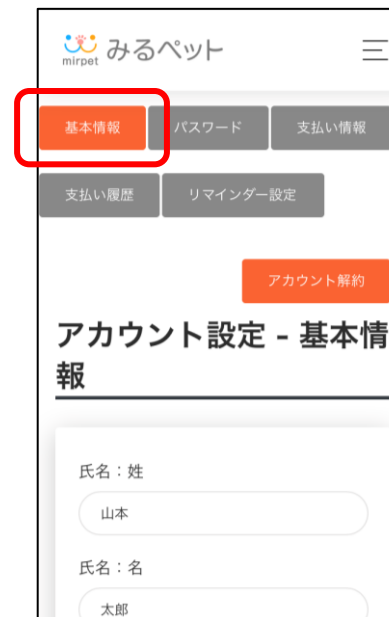 みるペット
mirpet
基本情報
パスワード
支払い情報
支払い履歴
リマインダー設定
アカウント解約
アカウント設定 - 基本情
報
氏名：姓
山本
氏名：名
太郎